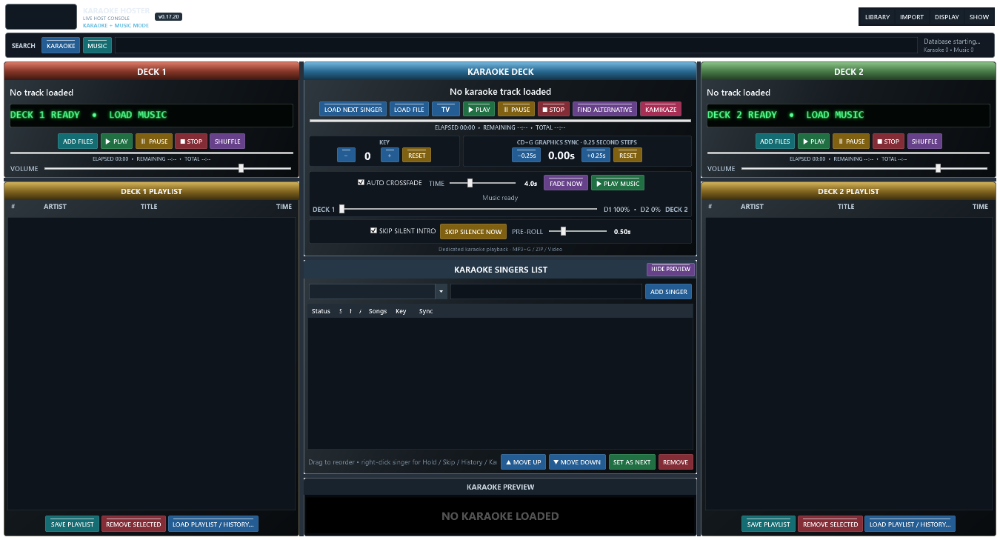 KARAOKE HOSTER
LIVE HOST CONSOLE
KARAOKE + MUSIC MODE
v0.17.20
LIBRARY IMPORT DISPLAY SHOW
SEARCH KARAOKE MUSIC
Database starting...
Karaoke 0 • Music 0
DECK 1
No track loaded
DECK 1 READY • LOAD MUSIC
ADD FILES ▶ PLAY ⏸ PAUSE ■ STOP SHUFFLE
ELAPSED 00:00 • REMAINING --:-- • TOTAL --:--
VOLUME
DECK 1 PLAYLIST
# ARTIST TITLE TIME
SAVE PLAYLIST REMOVE SELECTED LOAD PLAYLIST / HISTORY...
KARAOKE DECK
No karaoke track loaded
LOAD NEXT SINGER LOAD FILE TV ▶ PLAY ⏸ PAUSE ■ STOP FIND ALTERNATIVE KAMIKAZE
ELAPSED 00:00 • REMAINING --:-- • TOTAL --:--
KEY
− 0 + RESET
CD+G GRAPHICS SYNC · 0.25 SECOND STEPS
−0.25s 0.00s +0.25s RESET
AUTO CROSSFADE TIME 4.0s FADE NOW ▶ PLAY MUSIC
Music ready
DECK 1 D1 100% • D2 0% DECK 2
SKIP SILENT INTRO SKIP SILENCE NOW PRE-ROLL 0.50s
Dedicated karaoke playback · MP3+G / ZIP / Video
KARAOKE SINGERS LIST
HIDE PREVIEW
ADD SINGER
Status Songs Key Sync
Drag to reorder • right-click singer for Hold / Skip / History / Ka
▲ MOVE UP ▼ MOVE DOWN SET AS NEXT REMOVE
KARAOKE PREVIEW
NO KARAOKE LOADED
DECK 2
No track loaded
DECK 2 READY • LOAD MUSIC
ADD FILES ▶ PLAY ⏸ PAUSE ■ STOP SHUFFLE
ELAPSED 00:00 • REMAINING --:-- • TOTAL --:--
VOLUME
DECK 2 PLAYLIST
# ARTIST TITLE TIME
SAVE PLAYLIST REMOVE SELECTED LOAD PLAYLIST / HISTORY...